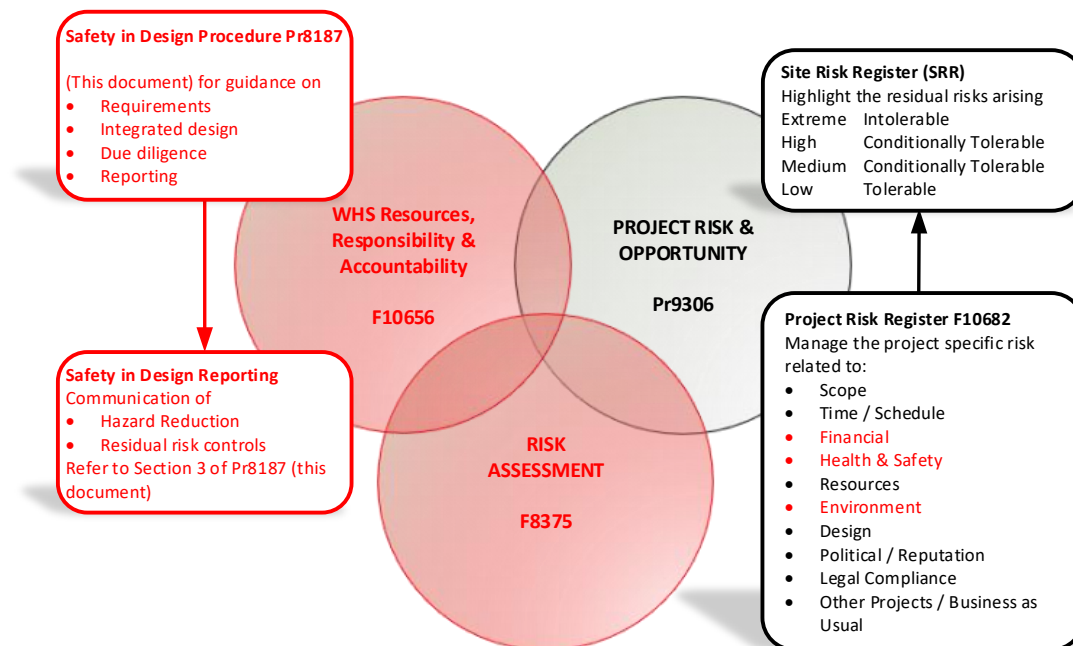 Safety in Design Procedure Pr8187
(This document) for guidance on
• Requirements
• Integrated design
• Due diligence
• Reporting
Site Risk Register (SRR)
Highlight the residual risks arising
Extreme Intolerable
High Conditionally Tolerable
Medium Conditionally Tolerable
Low Tolerable
WHS Resources,
Responsibility &
Accountability
F10656
PROJECT RISK &
OPPORTUNITY
Pr9306
Safety in Design Reporting
Communication of
• Hazard Reduction
• Residual risk controls
Refer to Section 3 of Pr8187 (this
document)
RISK
ASSESSMENT
F8375
Project Risk Register F10682
Manage the project specific risk
related to:
• Scope
• Time / Schedule
• Financial
• Health & Safety
• Resources
• Environment
• Design
• Political / Reputation
• Legal Compliance
• Other Projects / Business as
Usual